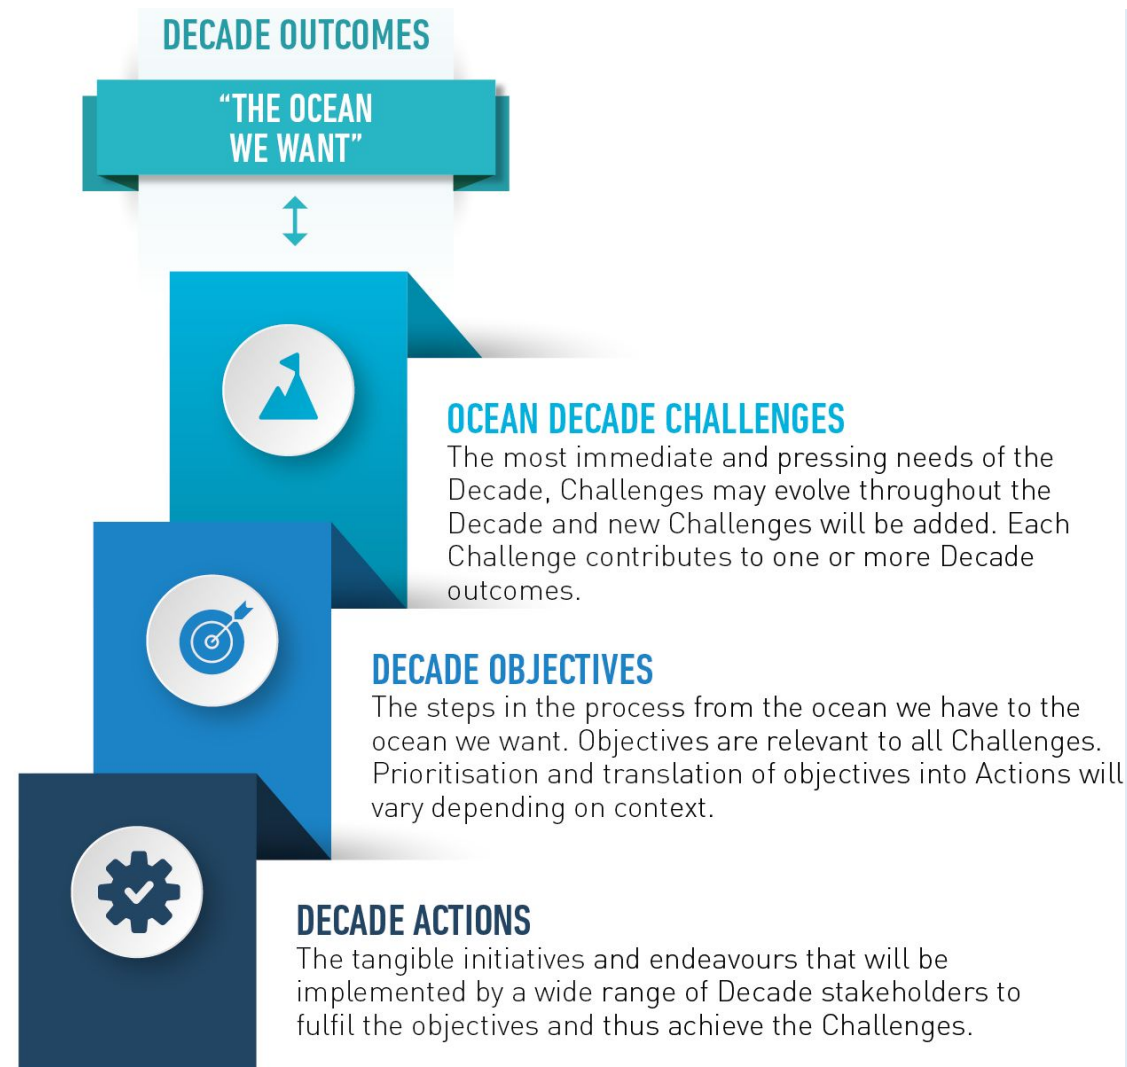 DECADE OUTCOMES
“THE OCEAN
WE WANT”
OCEAN DECADE CHALLENGES
The most immediate and pressing needs of the
Decade, Challenges may evolve throughout the
Decade and new Challenges will be added. Each
Challenge contributes to one or more Decade
outcomes.
DECADE OBJECTIVES
The steps in the process from the ocean we have to the
ocean we want. Objectives are relevant to all Challenges.
Prioritisation and translation of objectives into Actions will
vary depending on context.
DECADE ACTIONS
The tangible initiatives and endeavours that will be
implemented by a wide range of Decade stakeholders to
fulfil the objectives and thus achieve the Challenges.